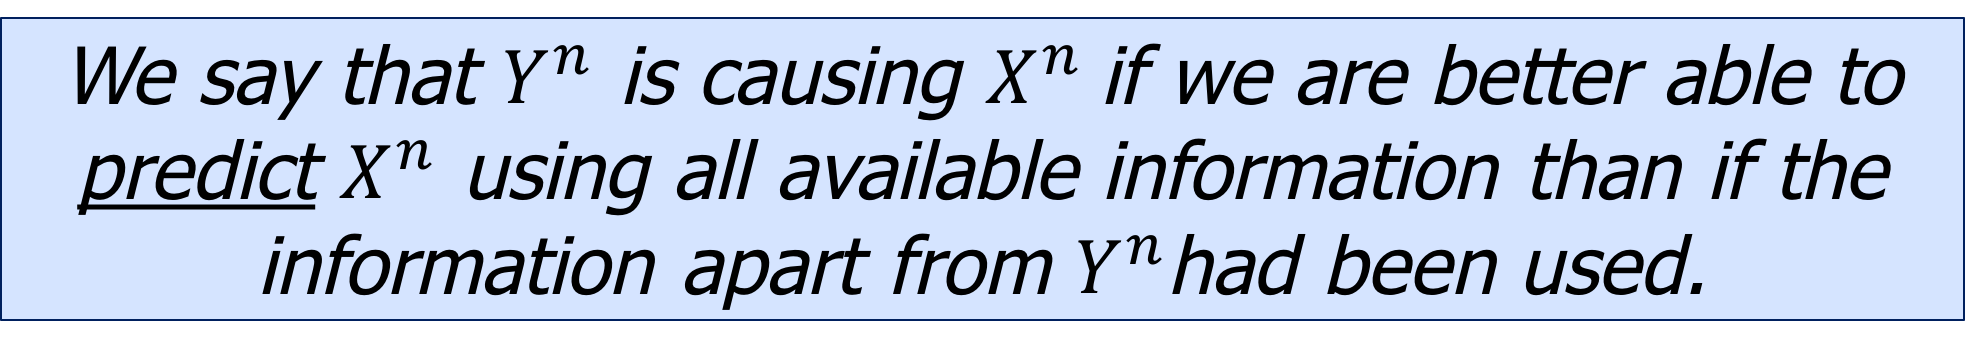 We say that Yⁿ is causing Xⁿ if we are better able to
predict Xⁿ using all available information than if the
information apart from Yⁿ had been used.